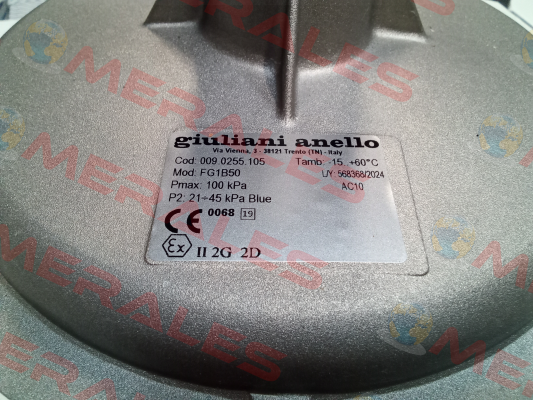 giuliani anello
Via Vienna, 3 - 38121 Trento (TN) - Italy
Cod: 009.0255.105 Tamb: -15..+60°C
Mod: FG1B50 L/Y: 568368/2024
Pmax: 100 kPa AC10
P2: 21÷45 kPa Blue
CE 0068 19
Ex II 2G 2D
MERALES
MERALES
MERALES
MERALES
MERALES